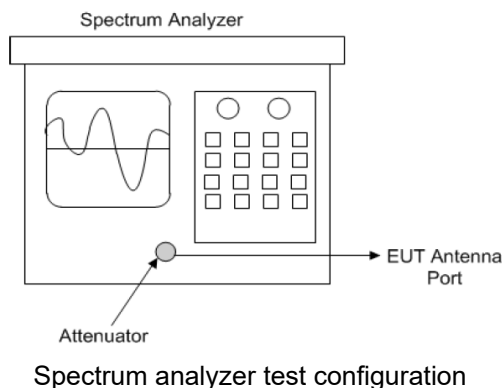 Spectrum Analyzer
EUT Antenna
Port
Attenuator
Spectrum analyzer test configuration